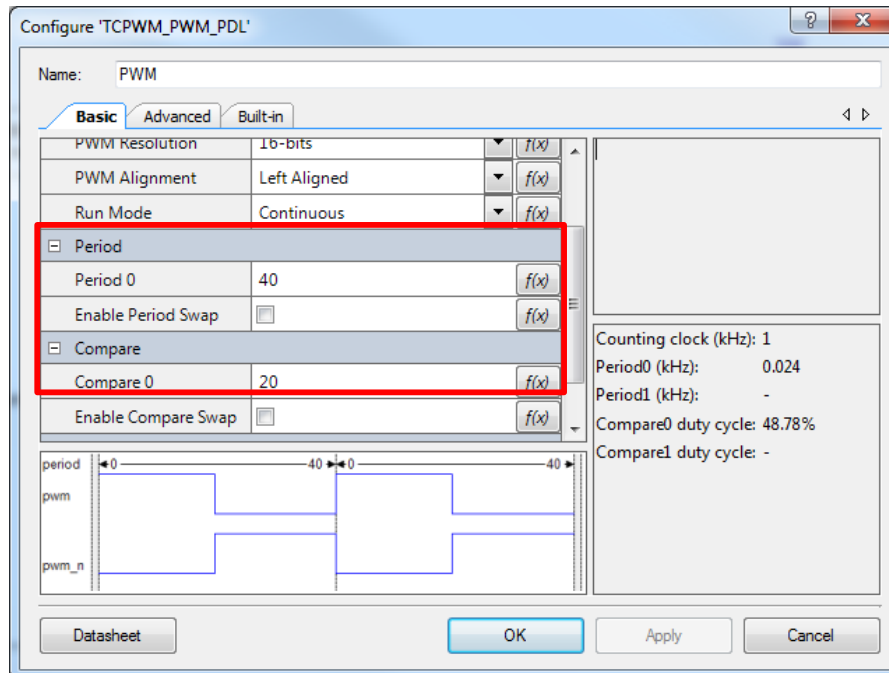 Configure 'TCPWM_PWM_PDL'
Name: PWM
Basic Advanced Built-in
PWM Resolution 16-bits f(x)
PWM Alignment Left Aligned f(x)
Run Mode Continuous f(x)
Period
Period 0 40 f(x)
Enable Period Swap f(x)
Compare
Compare 0 20 f(x)
Enable Compare Swap f(x)
Counting clock (kHz): 1
Period0 (kHz): 0.024
Period1 (kHz): -
Compare0 duty cycle: 48.78%
Compare1 duty cycle: -
period 0 40 0 40
pwm
pwm_n
Datasheet OK Apply Cancel